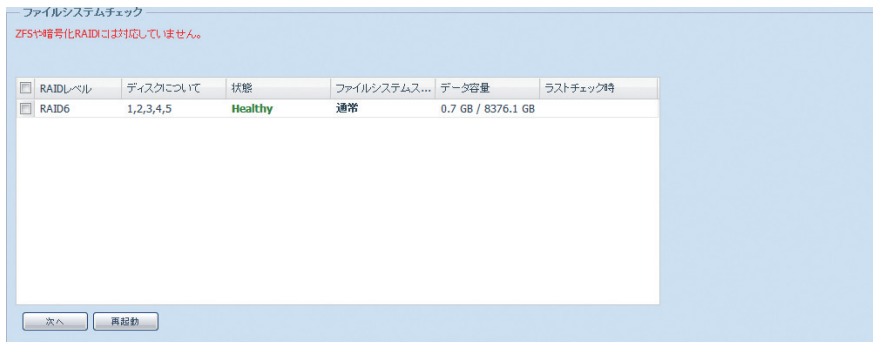 ファイルシステムチェック
ZFSや暗号化RAIDには対応していません。
RAIDレベル ディスクについて 状態 ファイルシステムス... データ容量 ラストチェック時
RAID6 1,2,3,4,5 Healthy 通常 0.7 GB / 8376.1 GB
次へ 再起動